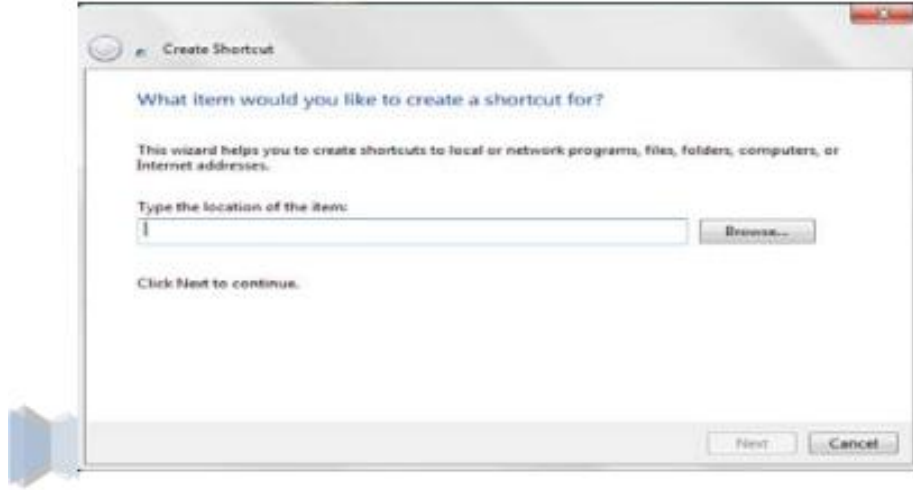 Create Shortcut
What item would you like to create a shortcut for?
This wizard helps you to create shortcuts to local or network programs, files, folders, computers, or
Internet addresses.
Type the location of the item:
Browse...
Click Next to continue.
Next
Cancel